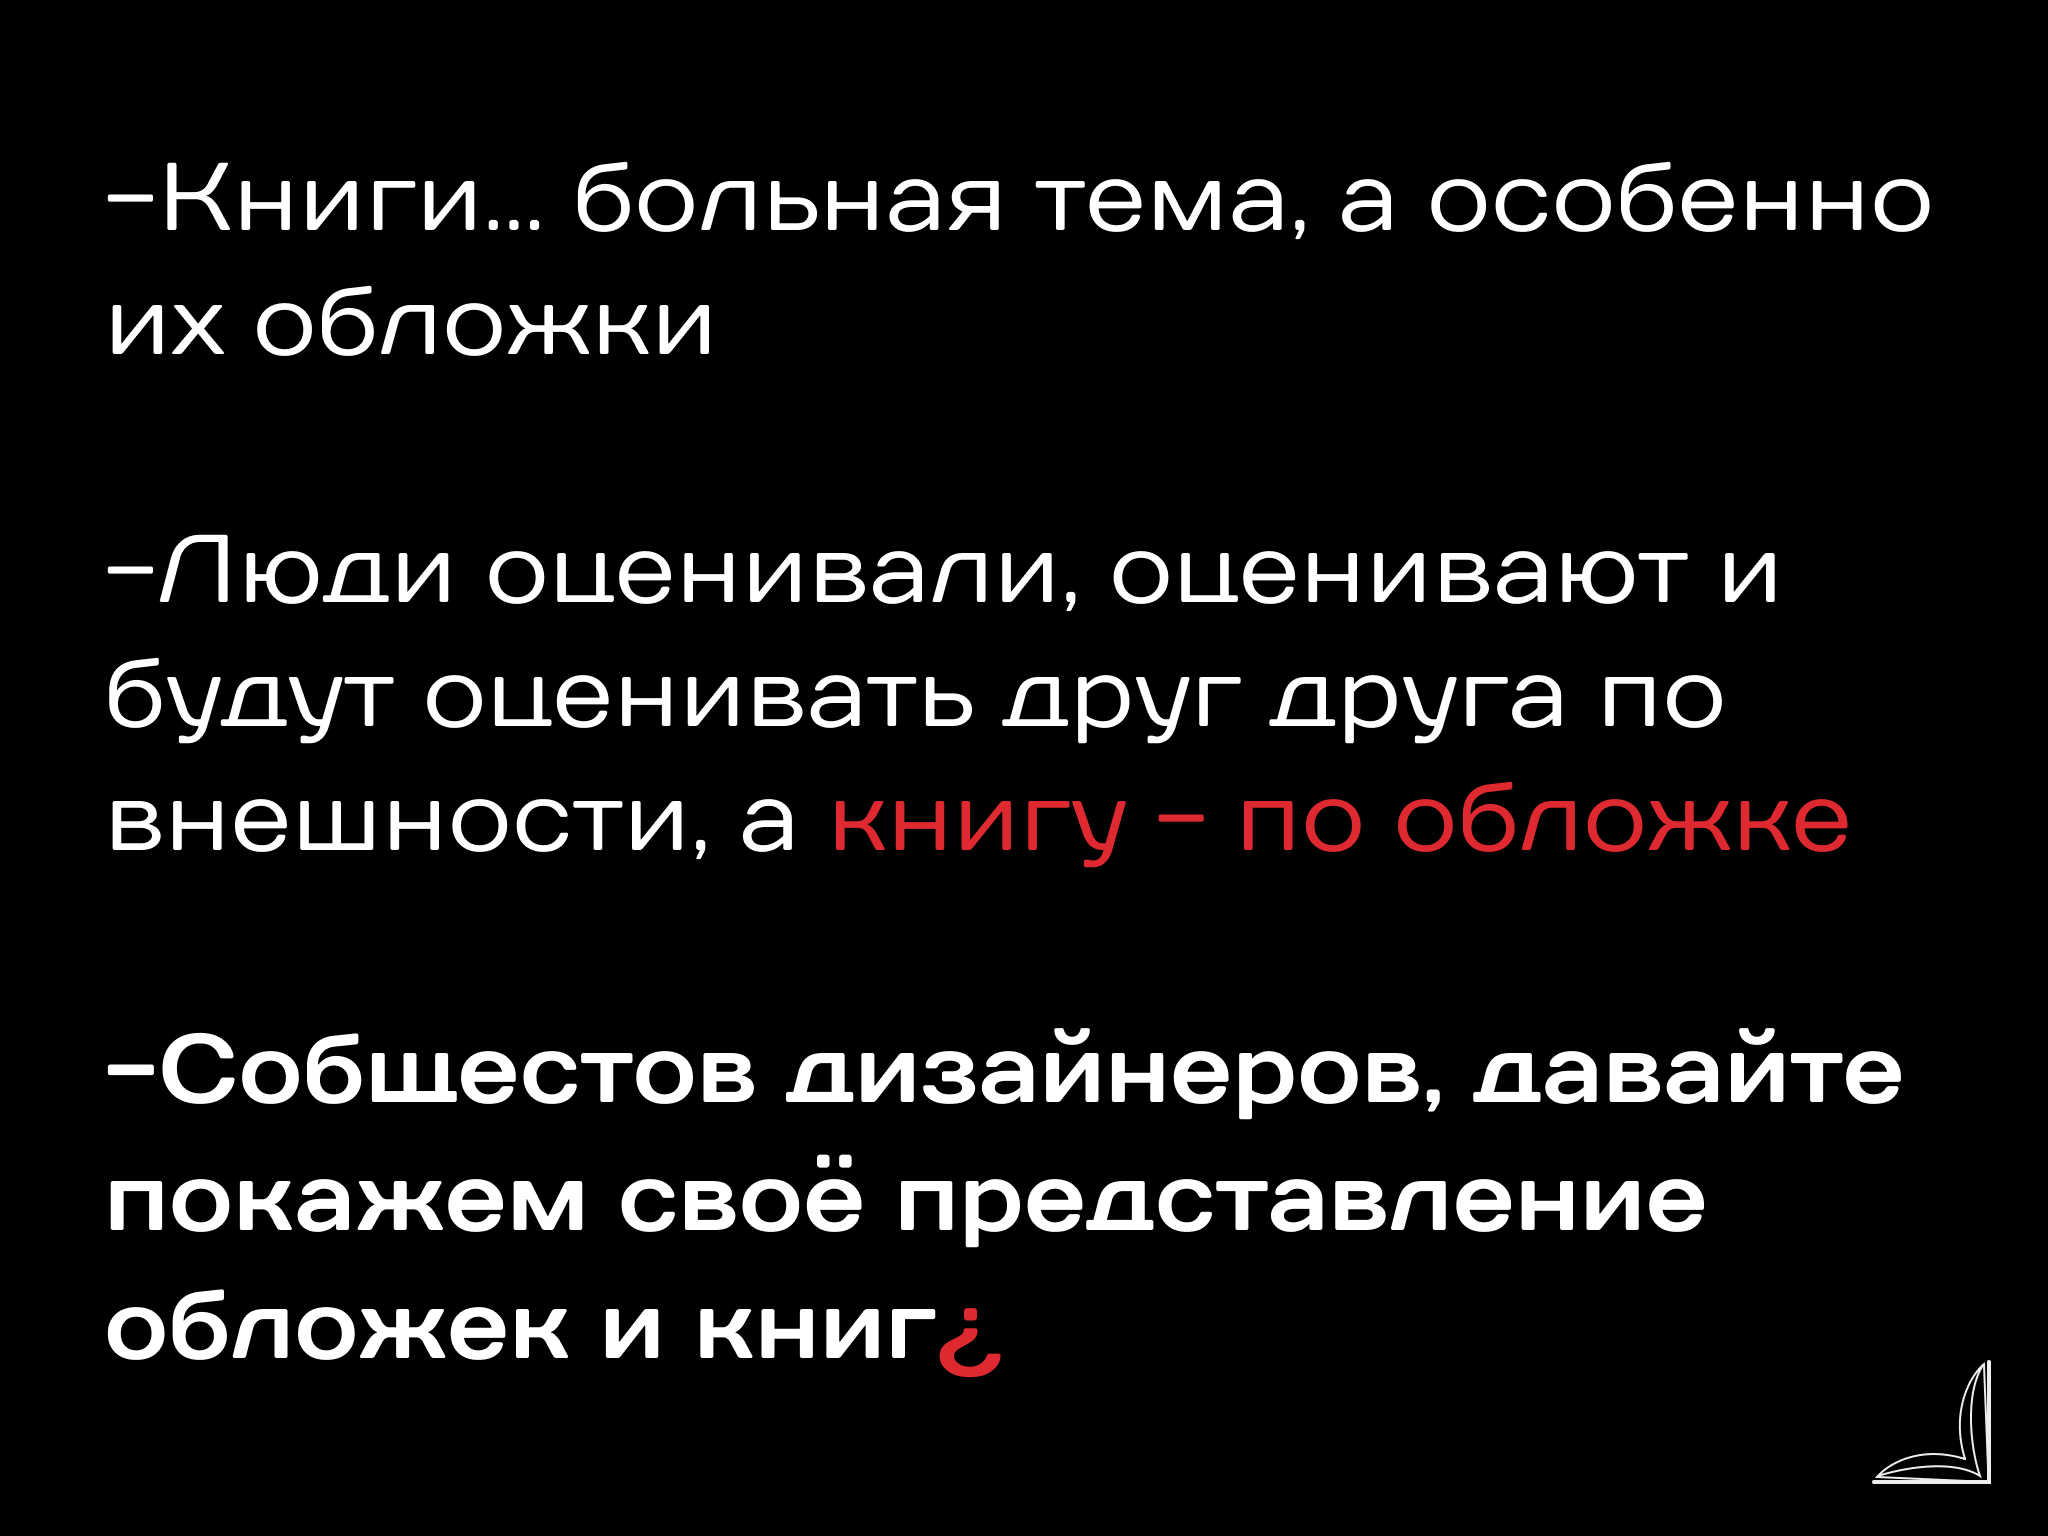 –Книги... больная тема, а особенно
их обложки
–Люди оценивали, оценивают и
будут оценивать друг друга по
внешности, а книгу – по обложке
–Собщестов дизайнеров, давайте
покажем своё представление
обложек и книг¿